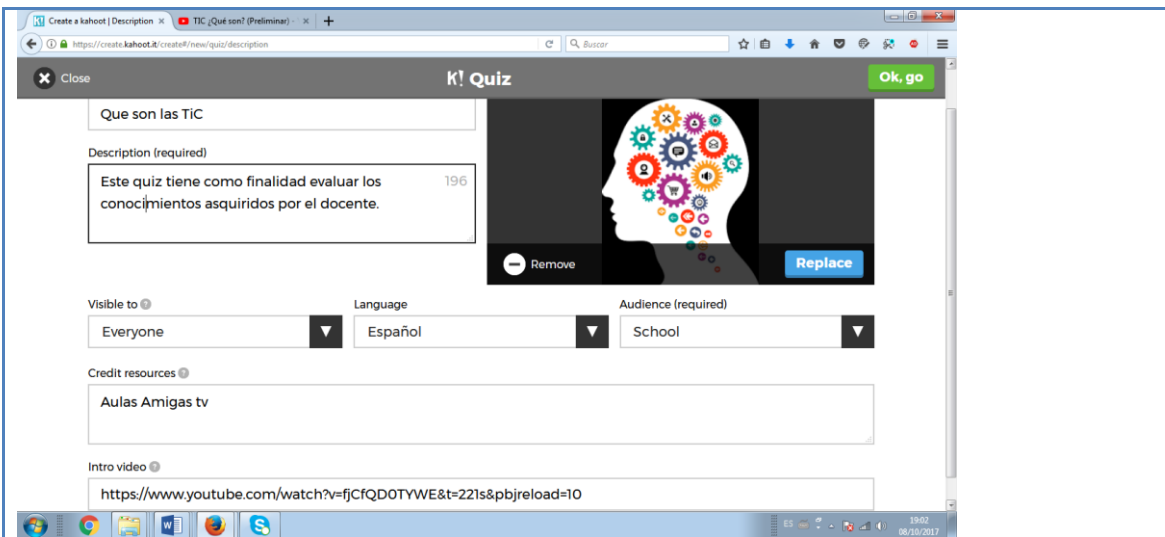 Create a kahoot | Description ×
TIC ¿Qué son? (Preliminar) - ×
https://create.kahoot.it/create#/new/quiz/description
Buscar
Close
K! Quiz
Ok, go
Que son las TiC
Description (required)
Este quiz tiene como finalidad evaluar los
196
conocimientos asquiridos por el docente.
Remove
Replace
Visible to
Language
Audience (required)
Everyone
Español
School
Credit resources
Aulas Amigas tv
Intro video
https://www.youtube.com/watch?v=fjCfQD0TYWE&t=221s&pbjreload=10
ES
19:02
08/10/2017